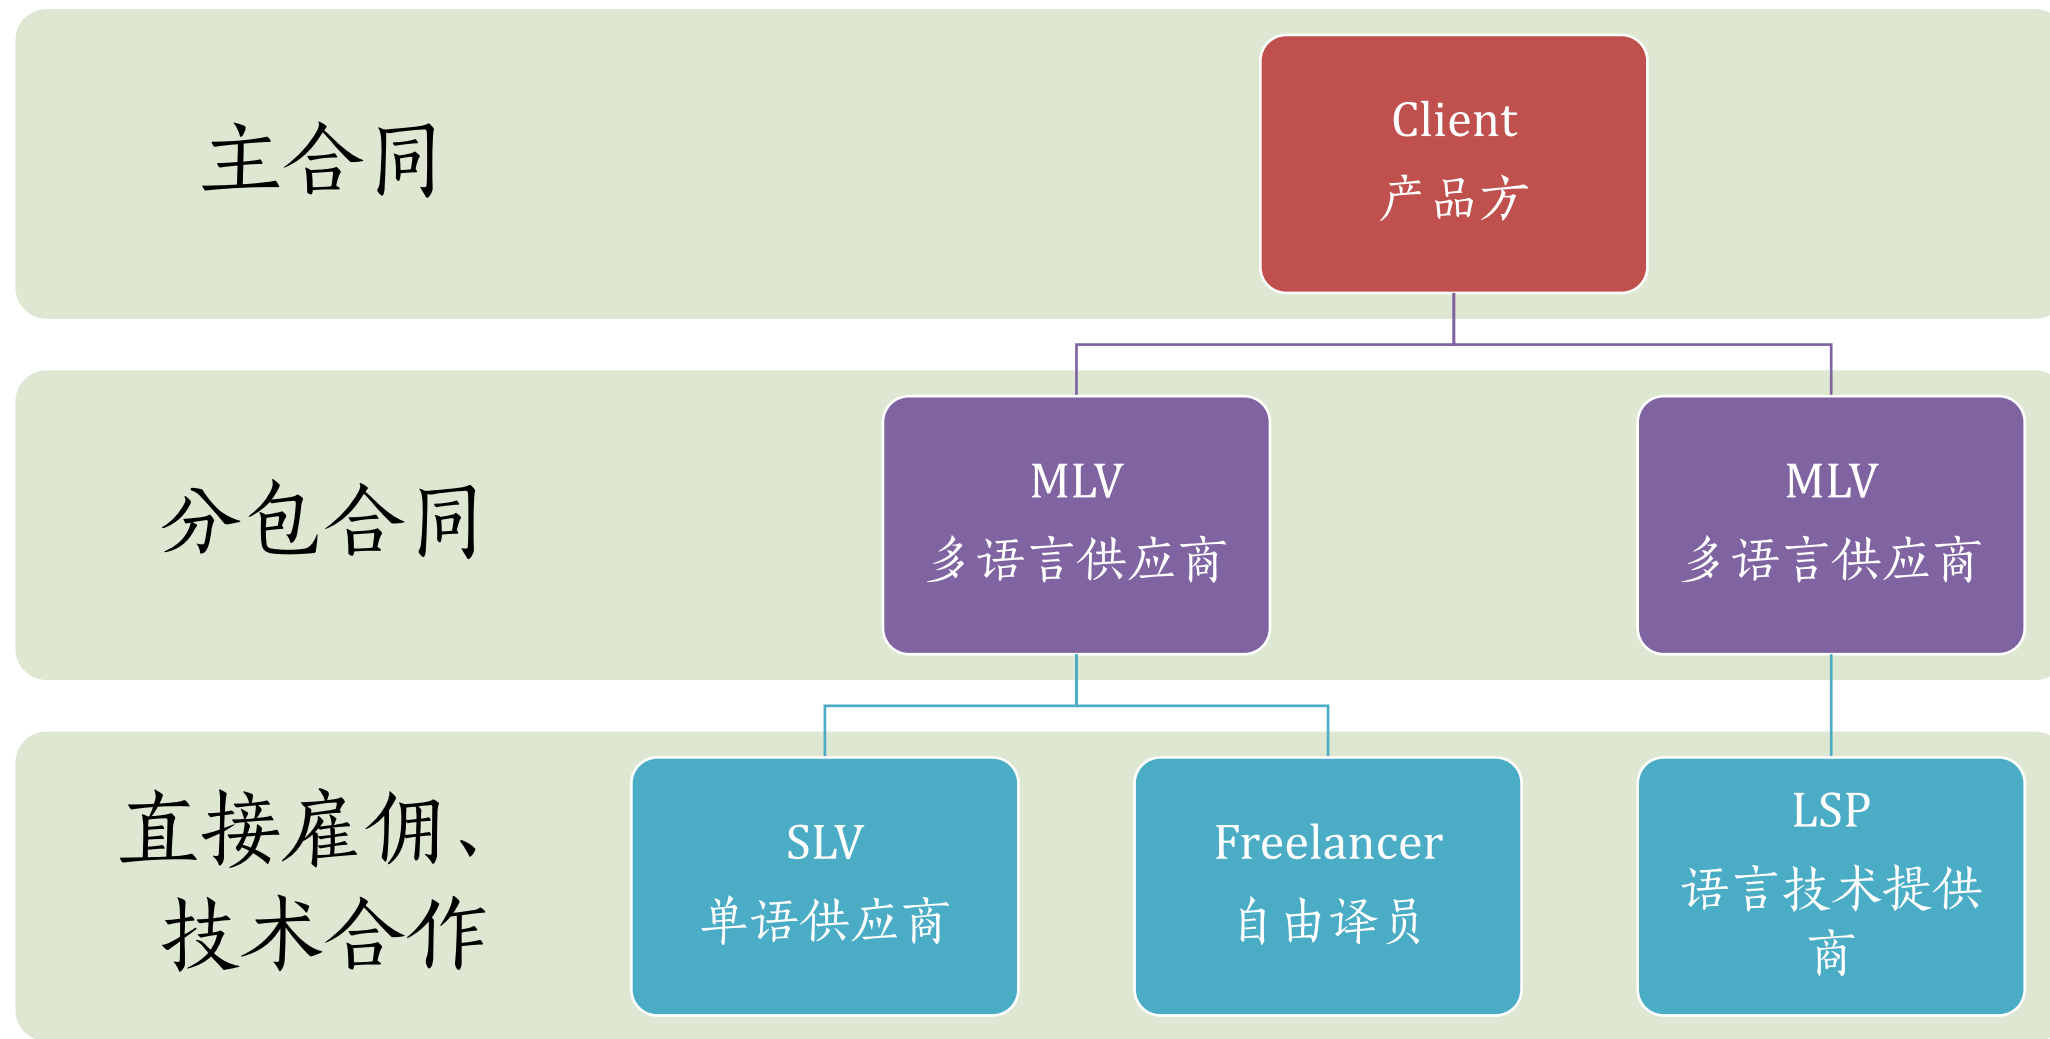 主合同
Client
产品方
分包合同
MLV
多语言供应商
MLV
多语言供应商
直接雇佣、
技术合作
SLV
单语供应商
Freelancer
自由译员
LSP
语言技术提供
商